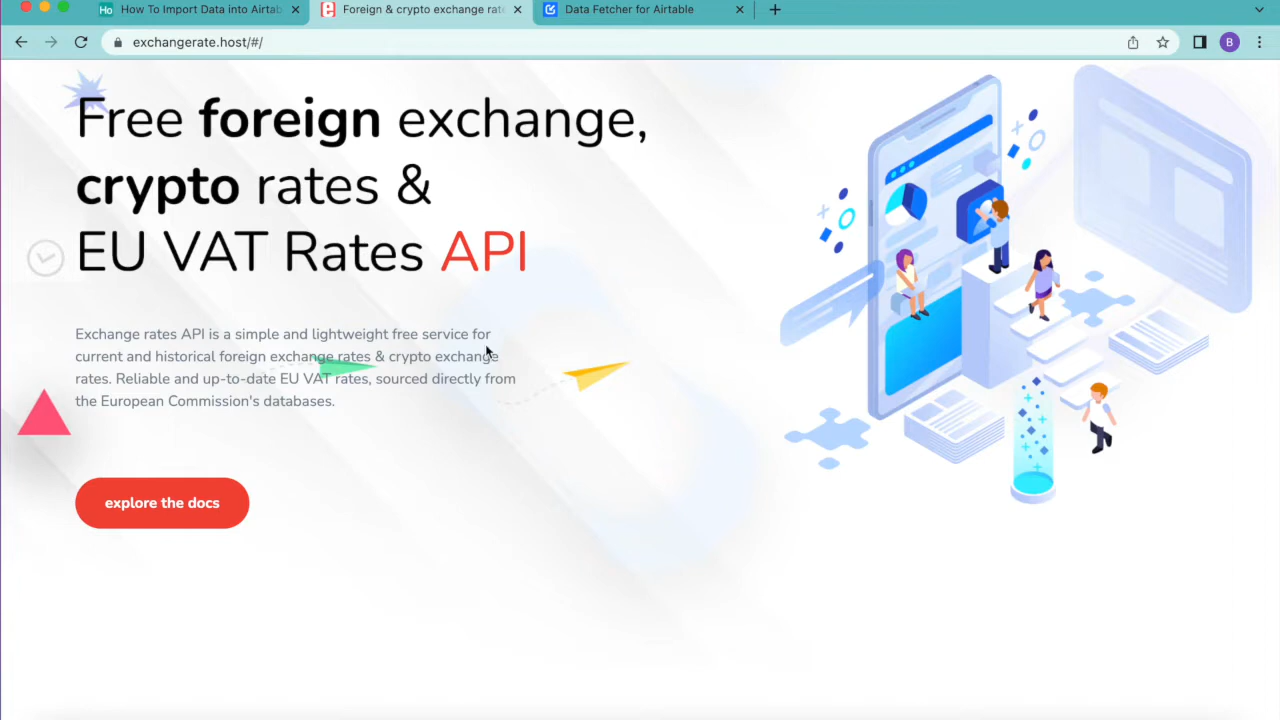 Ho How To Import Data into Airtab
Foreign & crypto exchange rate
Data Fetcher for Airtable
exchangerate.host/#/
B
Free foreign exchange,
crypto rates &
EU VAT Rates API
Exchange rates API is a simple and lightweight free service for
current and historical foreign exchange rates & crypto exchange
rates. Reliable and up-to-date EU VAT rates, sourced directly from
the European Commission's databases.
explore the docs